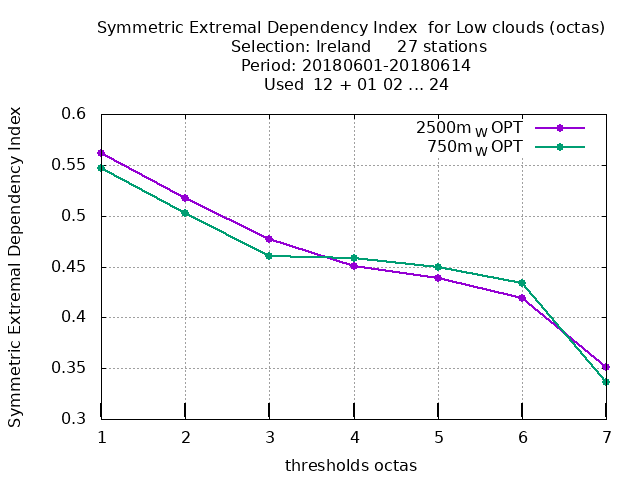 Symmetric Extremal Dependency Index  for Low clouds (octas)
Selection: Ireland     27 stations
Period: 20180601-20180614
Used  12 + 01 02 ... 24
Symmetric Extremal Dependency Index
0.6
0.55
0.5
0.45
0.4
0.35
0.3
2500m W OPT
750m W OPT
1 2 3 4 5 6 7
thresholds octas